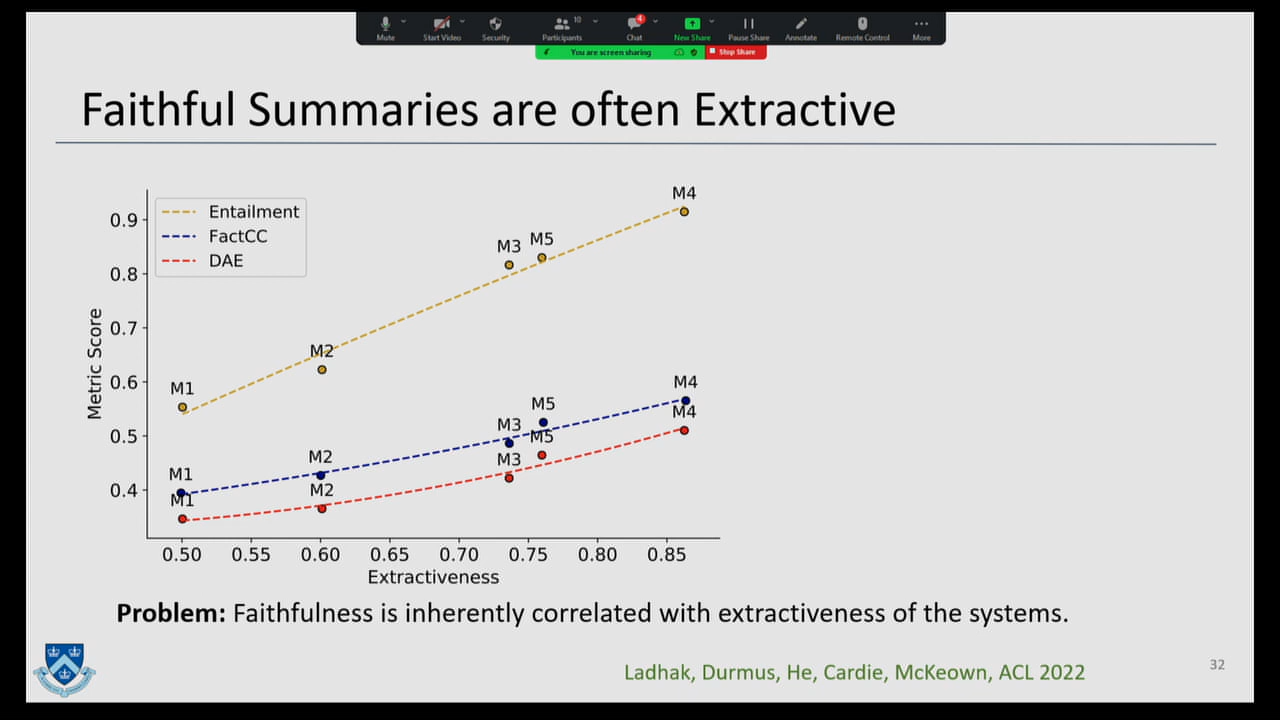 Mute
Start Video
Security
Participants
10
Chat
4
New Share
Pause Share
Annotate
Remote Control
More
You are screen sharing
Stop Share
Faithful Summaries are often Extractive
Entailment
FactCC
DAE
Metric Score
0.9
0.8
0.7
0.6
0.5
0.4
M1
M2
M3
M5
M4
M1
M2
M3
M5
M4
M1
M2
M3
M5
M4
0.50
0.55
0.60
0.65
0.70
0.75
0.80
0.85
Extractiveness
Problem: Faithfulness is inherently correlated with extractiveness of the systems.
Ladhak, Durmus, He, Cardie, McKeown, ACL 2022
32